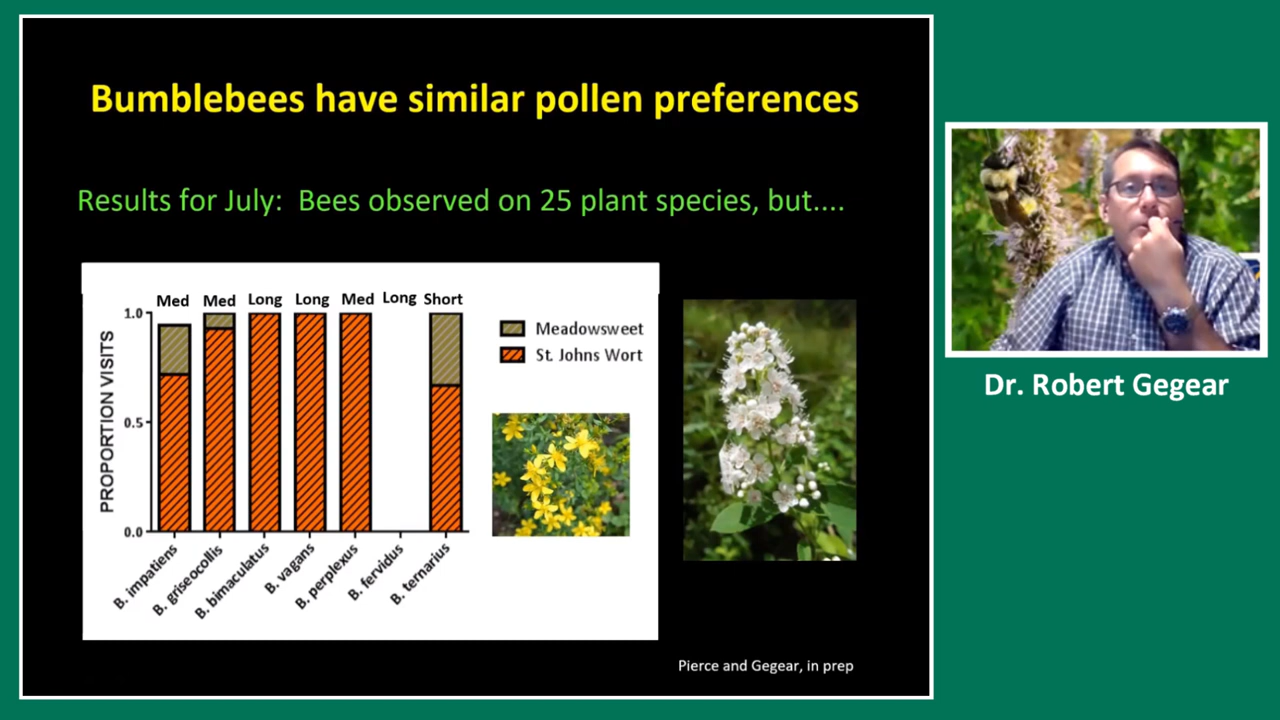 Bumblebees have similar pollen preferences
Results for July: Bees observed on 25 plant species, but....
Med Med Long Long Med Long Short
1.0
0.5
0.0
PROPORTION VISITS
Meadowsweet
St. Johns Wort
B. impatiens
B. griseocollis
B. bimaculatus
B. vagans
B. perplexus
B. fervidus
B. ternarius
Pierce and Gegear, in prep
Dr. Robert Gegear